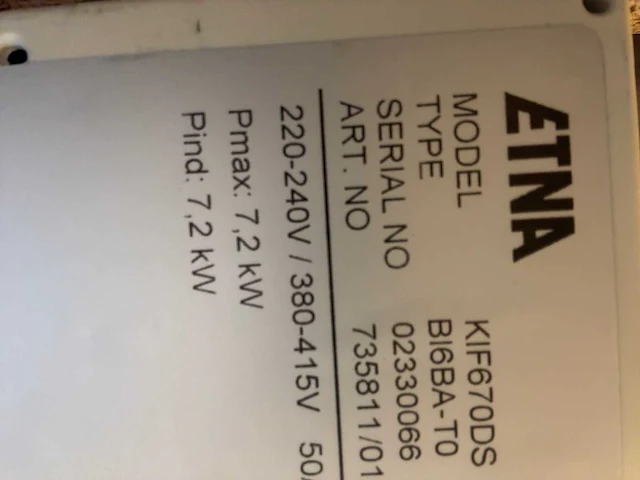 ETNA
MODEL KIF670DS
TYPE BI6BA-T0
SERIAL NO 02330066
ART. NO 735811/01
220-240V / 380-415V 50/
Pmax: 7,2 kW
Pind: 7,2 kW